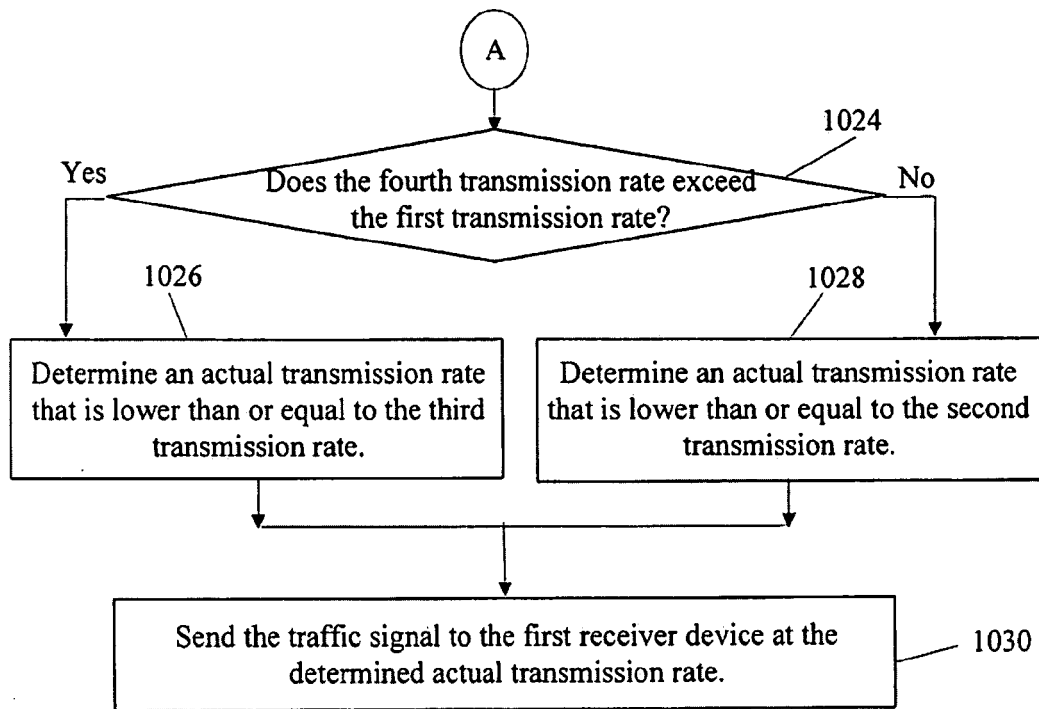 A
1024
Yes
Does the fourth transmission rate exceed
the first transmission rate?
No
1026
1028
Determine an actual transmission rate
that is lower than or equal to the third
transmission rate.
Determine an actual transmission rate
that is lower than or equal to the second
transmission rate.
Send the traffic signal to the first receiver device at the
determined actual transmission rate.
1030